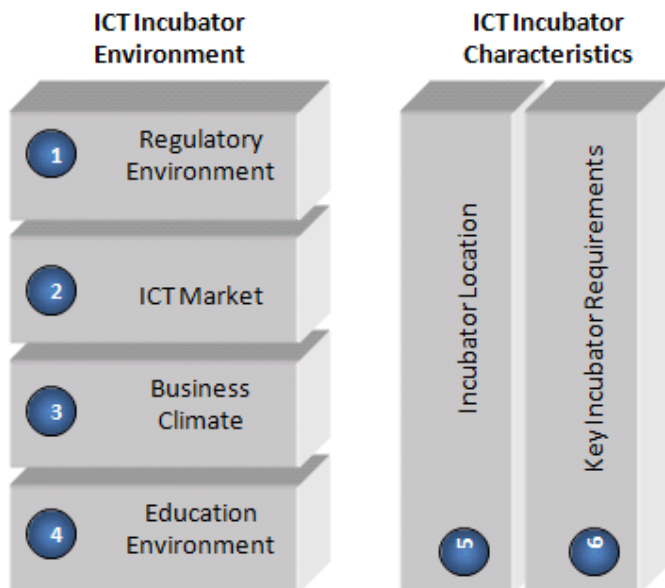 ICT Incubator
Environment
1
Regulatory
Environment
2
ICT Market
3
Business
Climate
4
Education
Environment
ICT Incubator
Characteristics
Incubator Location
5
Key Incubator Requirements
6